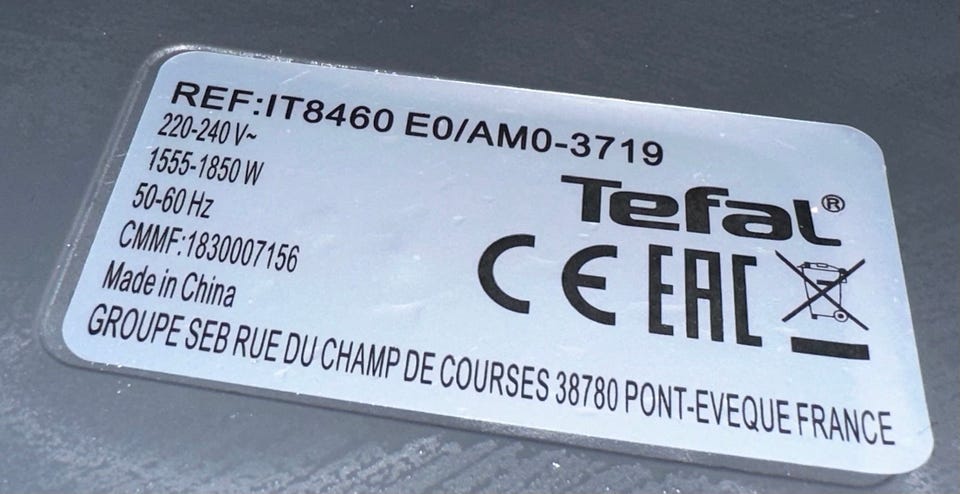 REF:IT8460 E0/AM0-3719
220-240 V~
1555-1850 W
50-60 Hz
CMMF:1830007156
Made in China
GROUPE SEB RUE DU CHAMP DE COURSES 38780 PONT-EVEQUE FRANCE
Tefal®
CE EAC